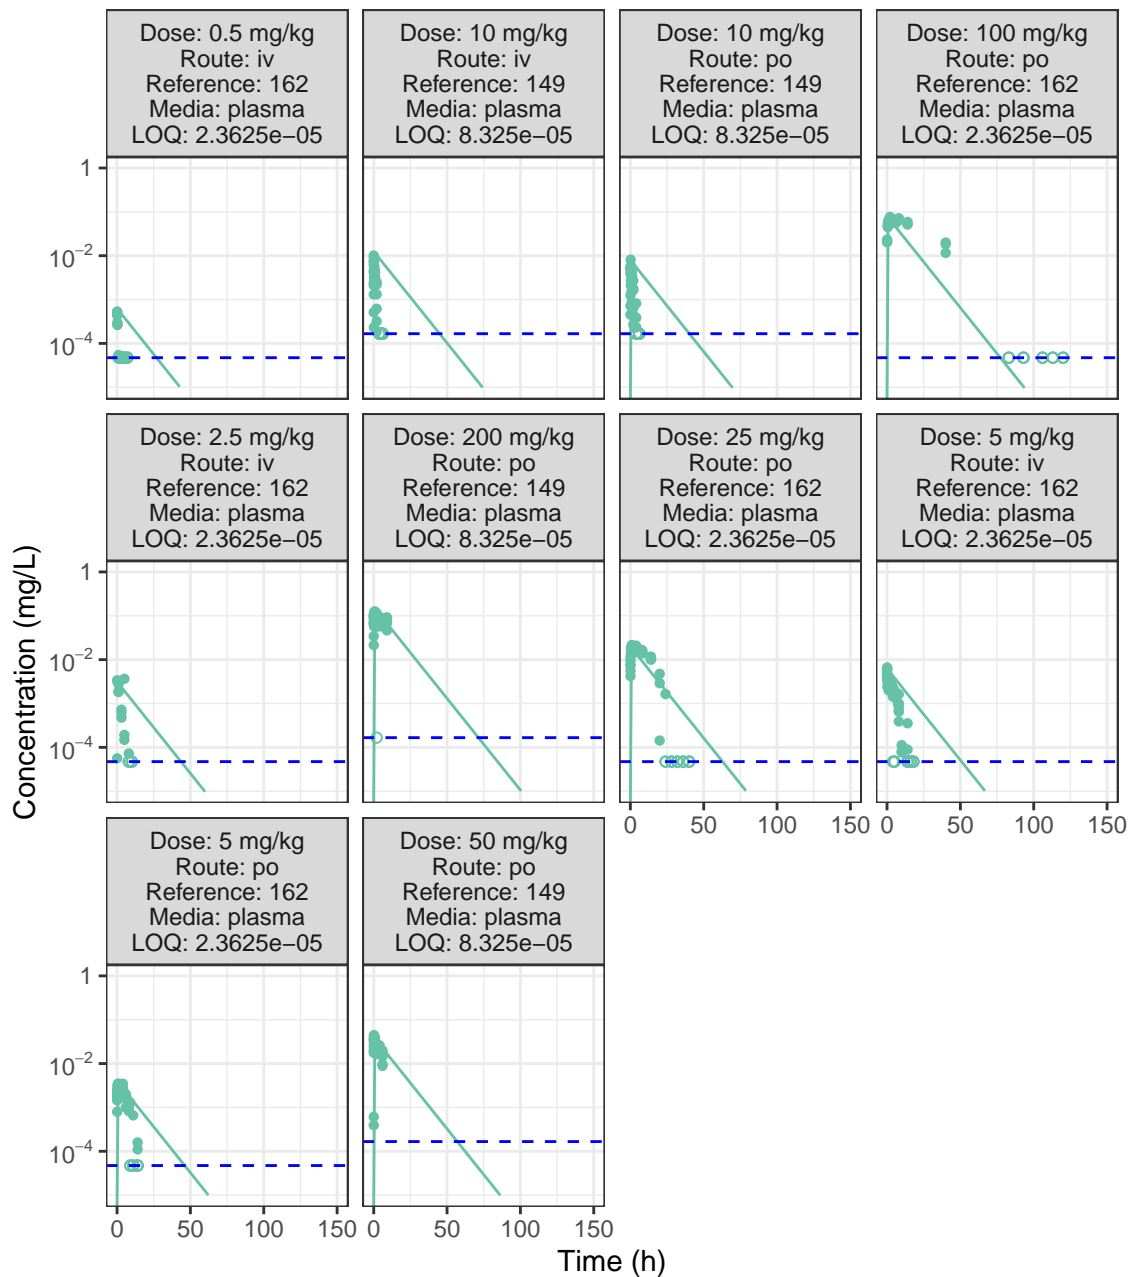 Dose: 0.5 mg/kg
Route: iv
Reference: 162
Media: plasma
LOQ: 2.3625e−05
Dose: 10 mg/kg
Route: iv
Reference: 149
Media: plasma
LOQ: 8.325e−05
Dose: 10 mg/kg
Route: po
Reference: 149
Media: plasma
LOQ: 8.325e−05
Dose: 100 mg/kg
Route: po
Reference: 162
Media: plasma
LOQ: 2.3625e−05
1
10⁻²
10⁻⁴
Dose: 2.5 mg/kg
Route: iv
Reference: 162
Media: plasma
LOQ: 2.3625e−05
Dose: 200 mg/kg
Route: po
Reference: 149
Media: plasma
LOQ: 8.325e−05
Dose: 25 mg/kg
Route: po
Reference: 162
Media: plasma
LOQ: 2.3625e−05
Dose: 5 mg/kg
Route: iv
Reference: 162
Media: plasma
LOQ: 2.3625e−05
1
10⁻²
10⁻⁴
0 50 100 150
0 50 100 150
Dose: 5 mg/kg
Route: po
Reference: 162
Media: plasma
LOQ: 2.3625e−05
Dose: 50 mg/kg
Route: po
Reference: 149
Media: plasma
LOQ: 8.325e−05
1
10⁻²
10⁻⁴
0 50 100 150
0 50 100 150
Time (h)
Concentration (mg/L)